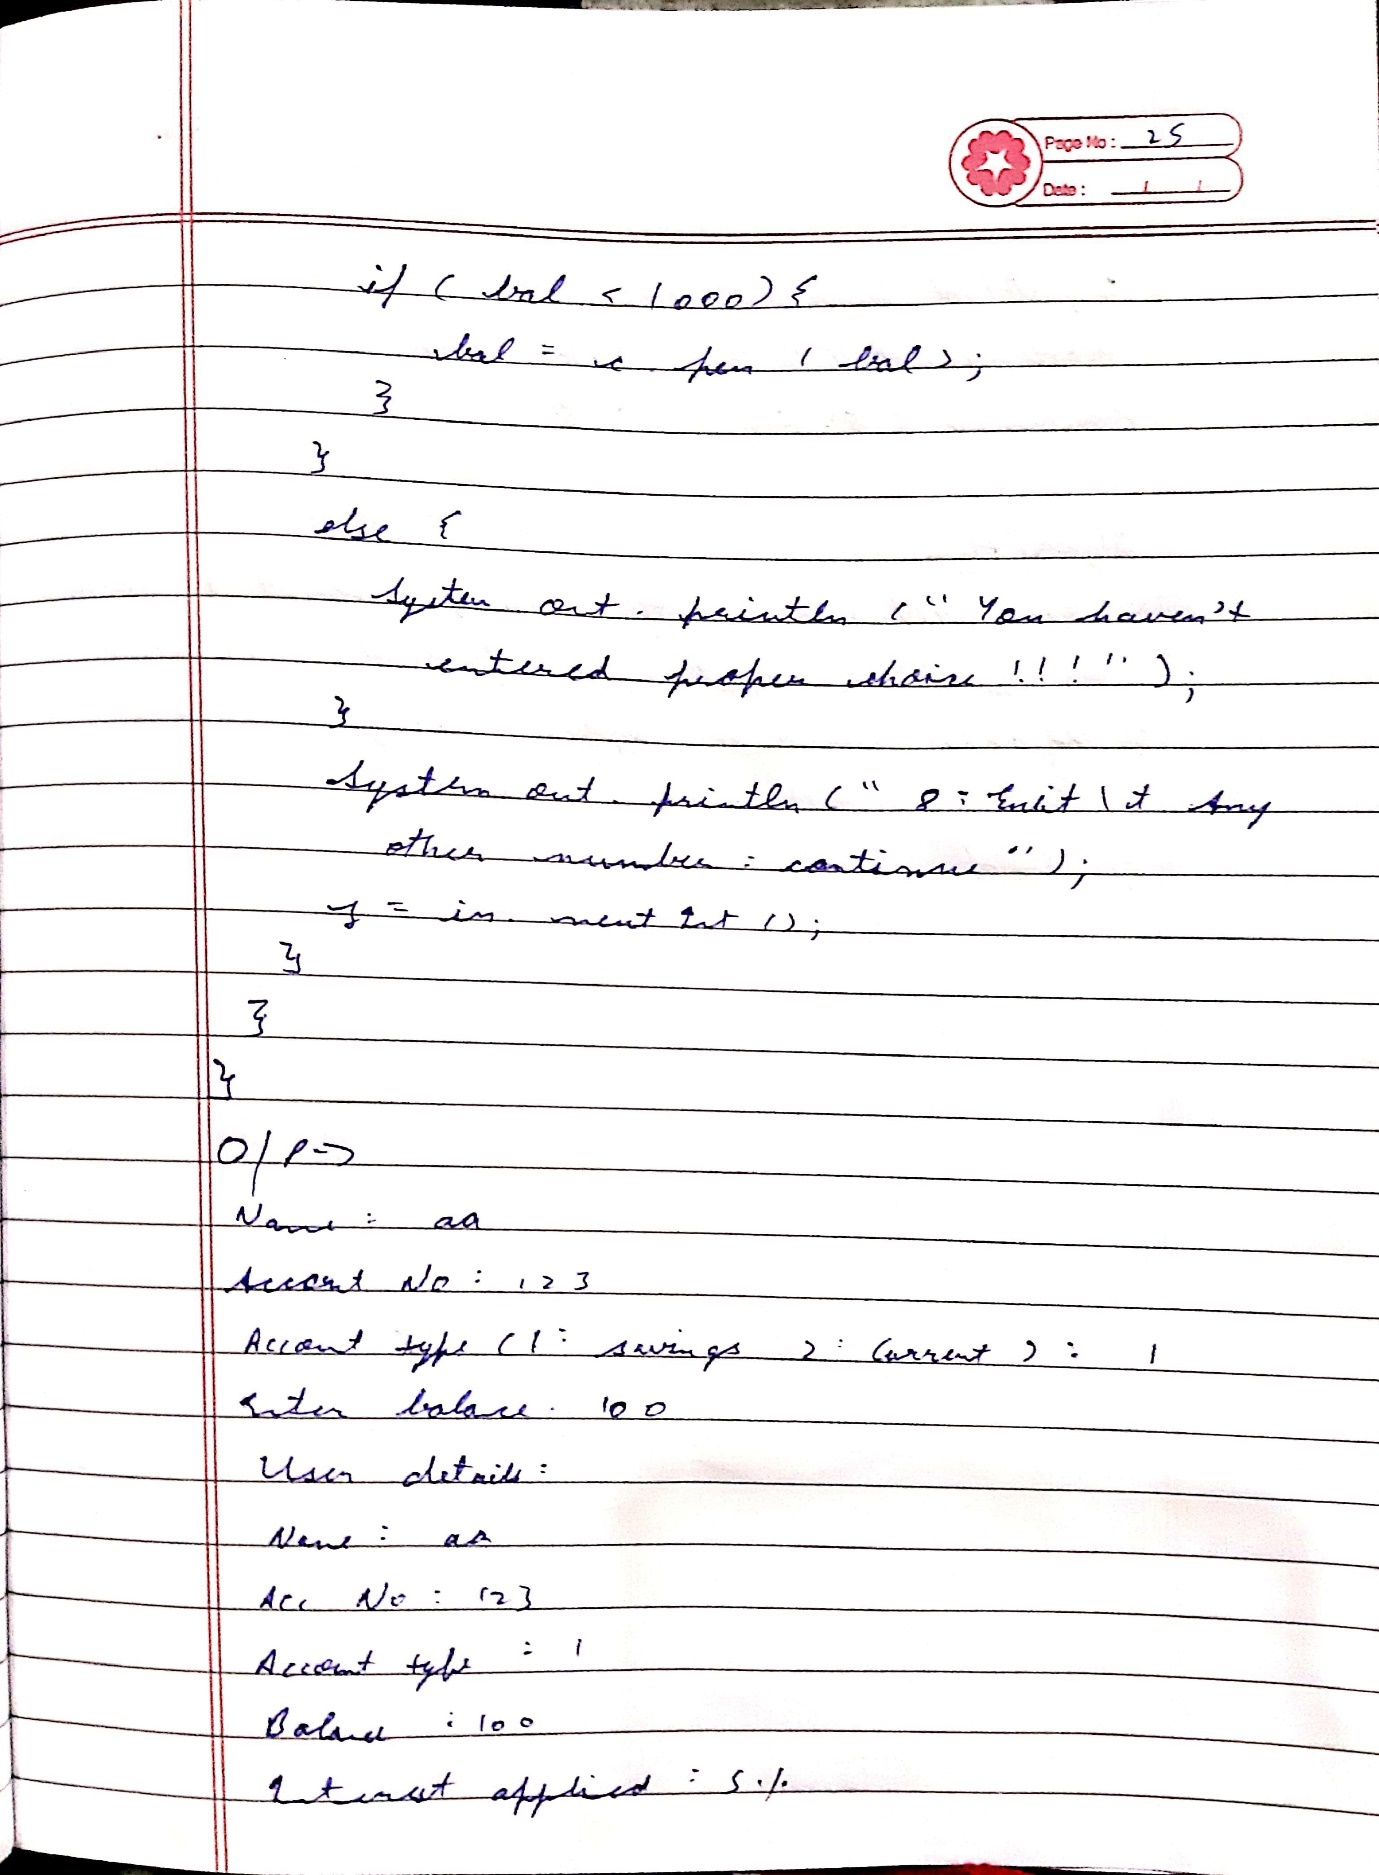 Page No: 25
Date:
if ( bal < 1000) {
bal = c. pen ( bal );
}
}
else {
System out. println (" You haven't
entered proper choise !!! ");
}
System out. println (" 8: Exit \t Any
other number : continue ");
y = in. next Int ();
}
}
}
O/P =>
Name : aa
Account No : 123
Account type (1: savings 2: Current ) : 1
Enter balance. 100
User details :
Name : aa
Acc No : 123
Account type : 1
Balance : 100
Interest applied : 5%